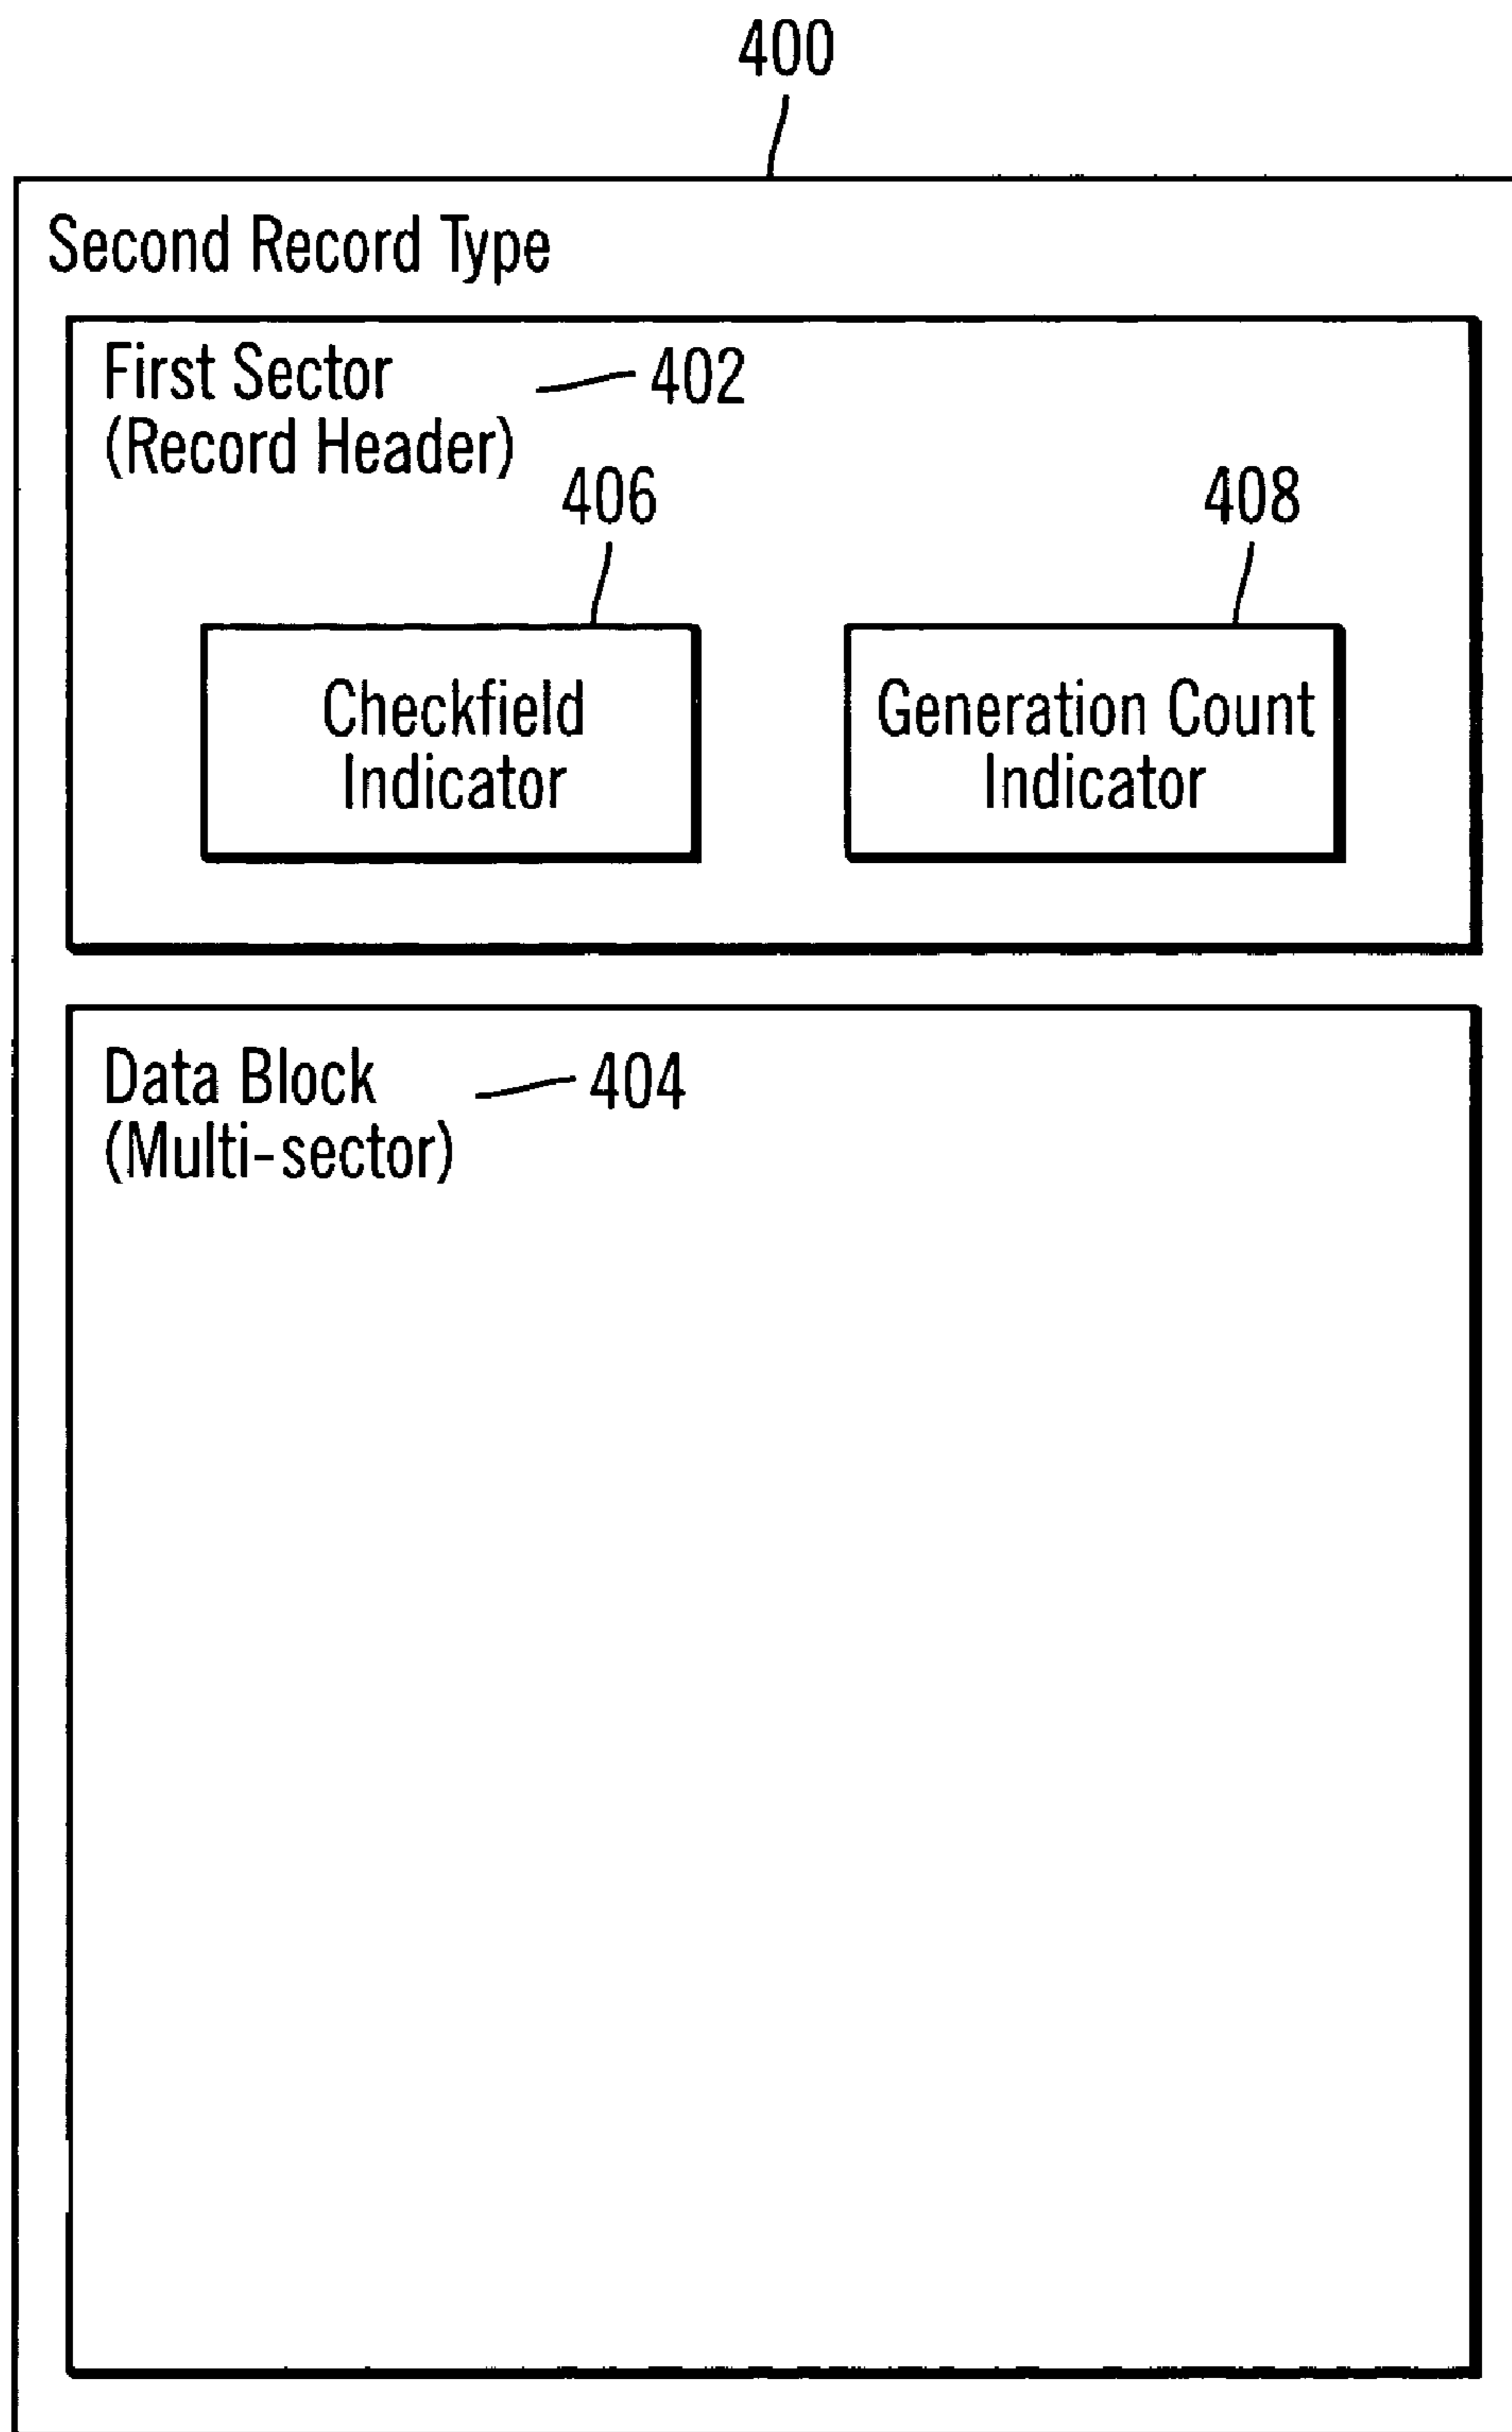 400
Second Record Type
First Sector 402
(Record Header)
406 408
Checkfield Indicator
Generation Count Indicator
Data Block 404
(Multi-sector)